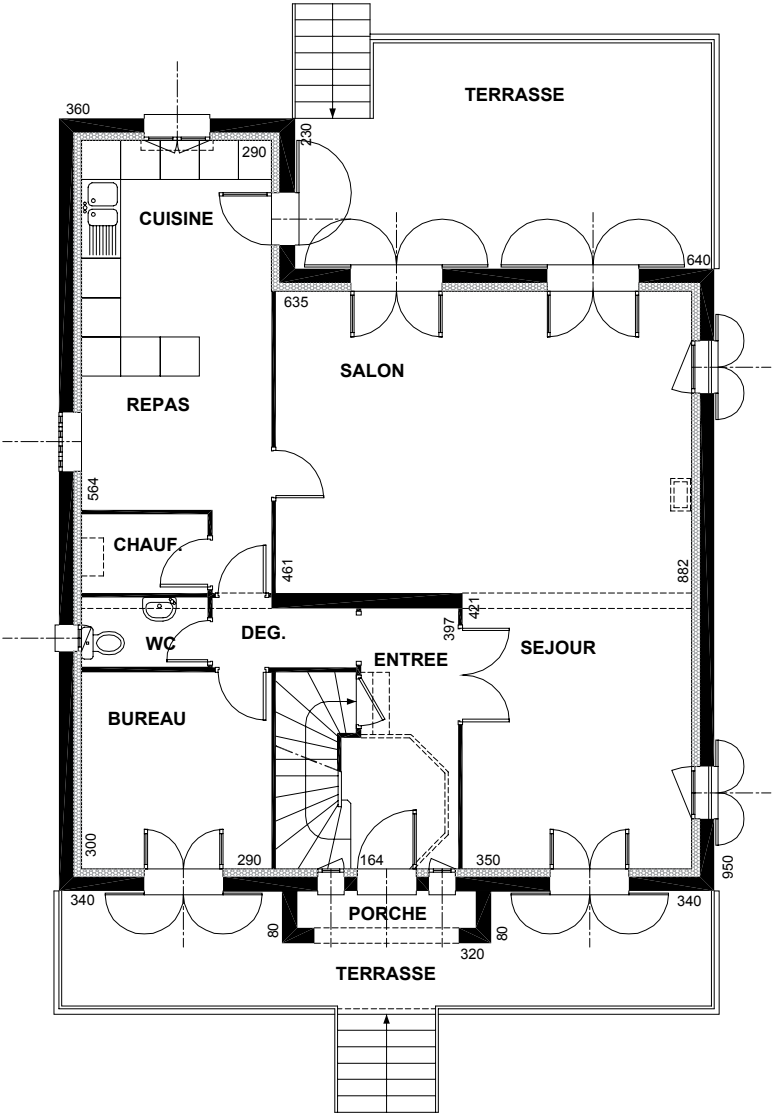 TERRASSE
360
230
290
CUISINE
640
635
SALON
REPAS
564
CHAUF.
461
882
421
397
WC
DEG.
ENTREE
SEJOUR
BUREAU
300
290
164
350
950
340
PORCHE
340
80
80
320
TERRASSE